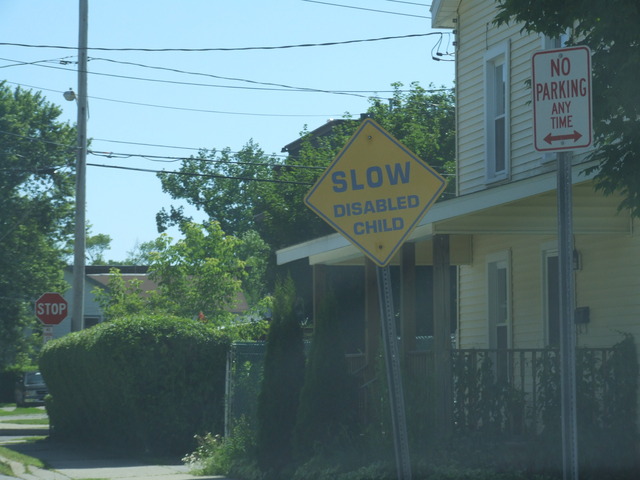 NO
PARKING
ANY
TIME
SLOW
DISABLED
CHILD
STOP